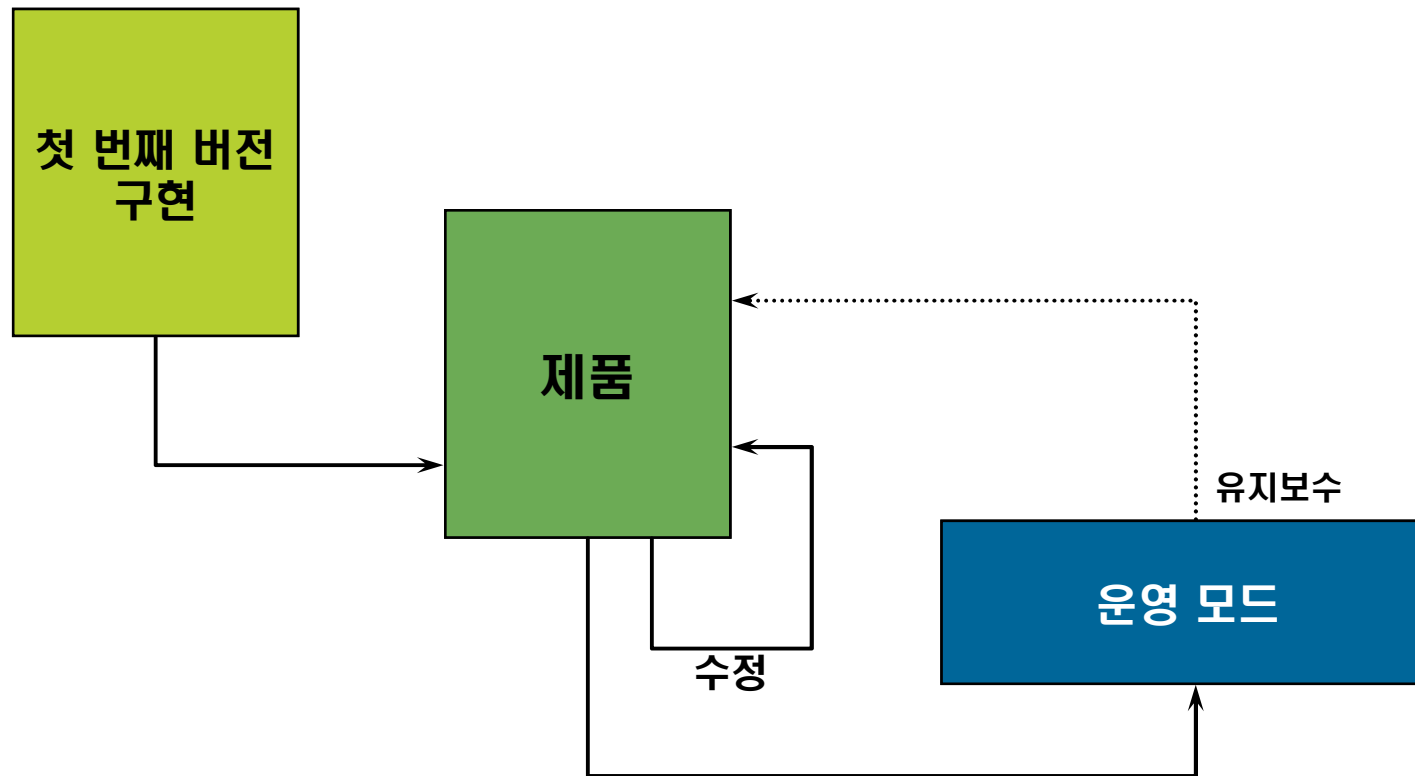 첫 번째 버전
구현
제품
유지보수
운영 모드
수정